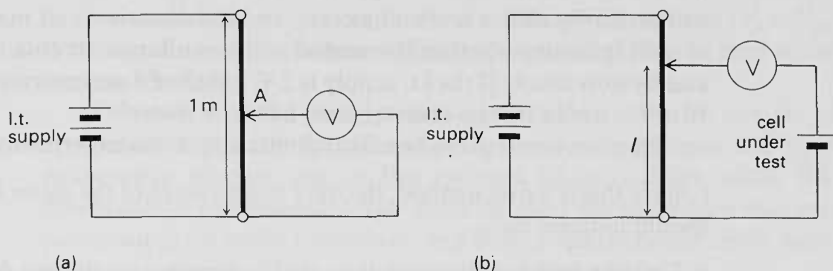 l.t.
supply
1 m
A
V
(a)
l.t.
supply
l
V
cell
under
test
(b)